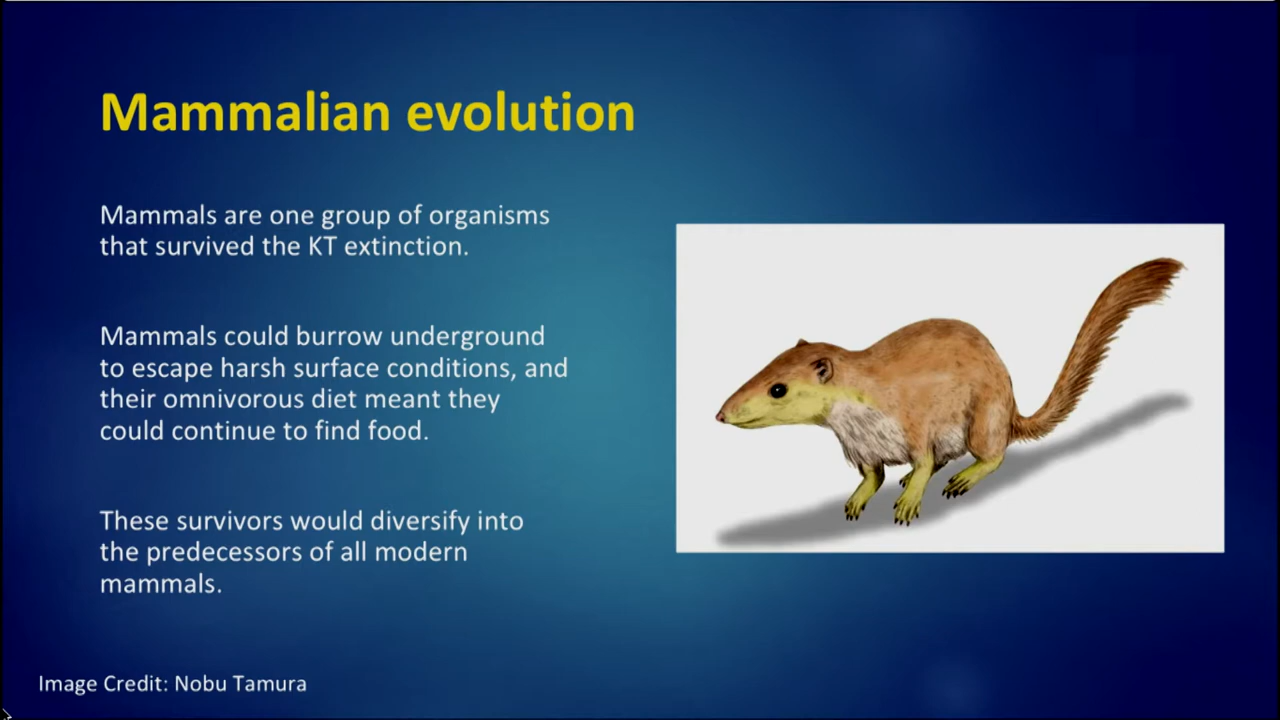 Mammalian evolution
Mammals are one group of organisms
that survived the KT extinction.
Mammals could burrow underground
to escape harsh surface conditions, and
their omnivorous diet meant they
could continue to find food.
These survivors would diversify into
the predecessors of all modern
mammals.
Image Credit: Nobu Tamura